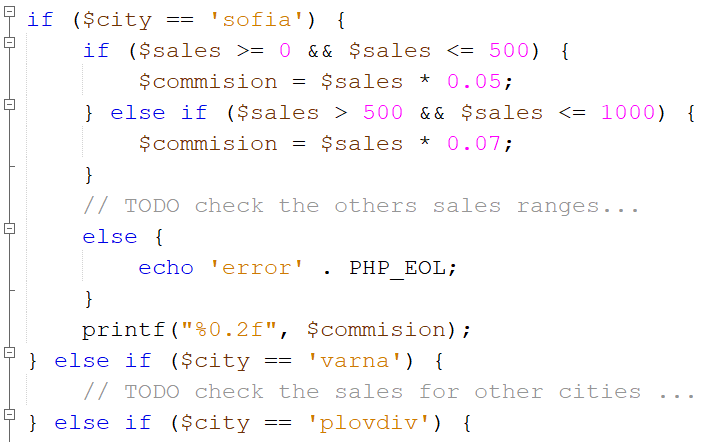 if ($city == 'sofia') {
    if ($sales >= 0 && $sales <= 500) {
        $commision = $sales * 0.05;
    } else if ($sales > 500 && $sales <= 1000) {
        $commision = $sales * 0.07;
    }
    // TODO check the others sales ranges...
    else {
        echo 'error' . PHP_EOL;
    }
    printf("%0.2f", $commision);
} else if ($city == 'varna') {
    // TODO check the sales for other cities ...
} else if ($city == 'plovdiv') {